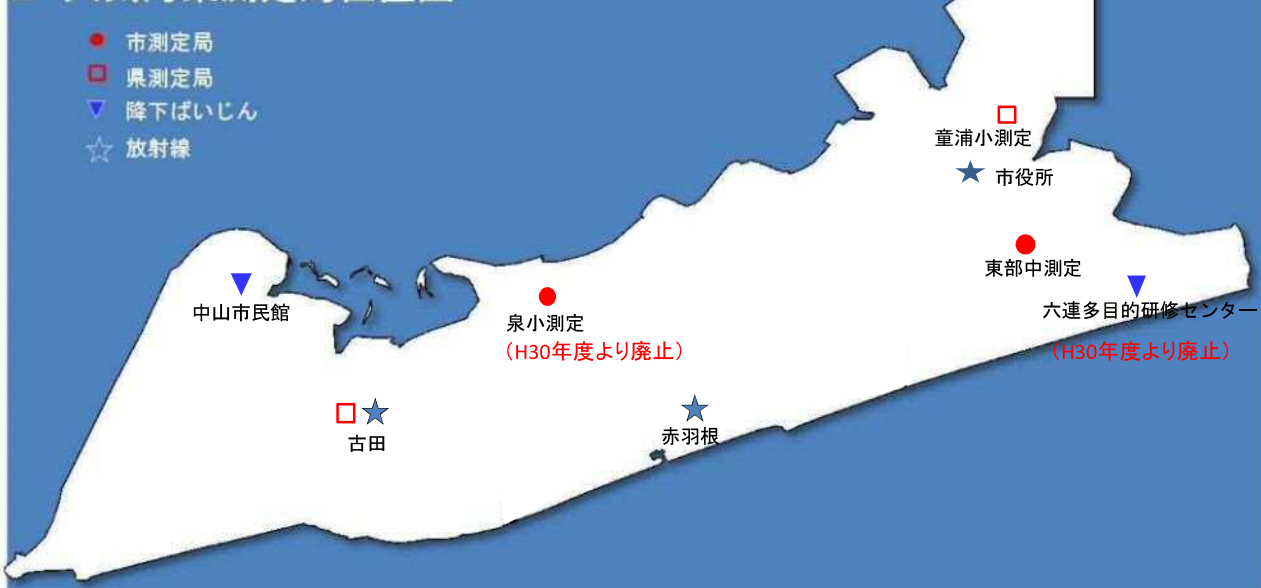 市測定局
県測定局
降下ばいじん
放射線
童浦小測定
市役所
東部中測定
中山市民館
六連多目的研修センター
泉小測定
（H30年度より廃止）
（H30年度より廃止）
古田
赤羽根